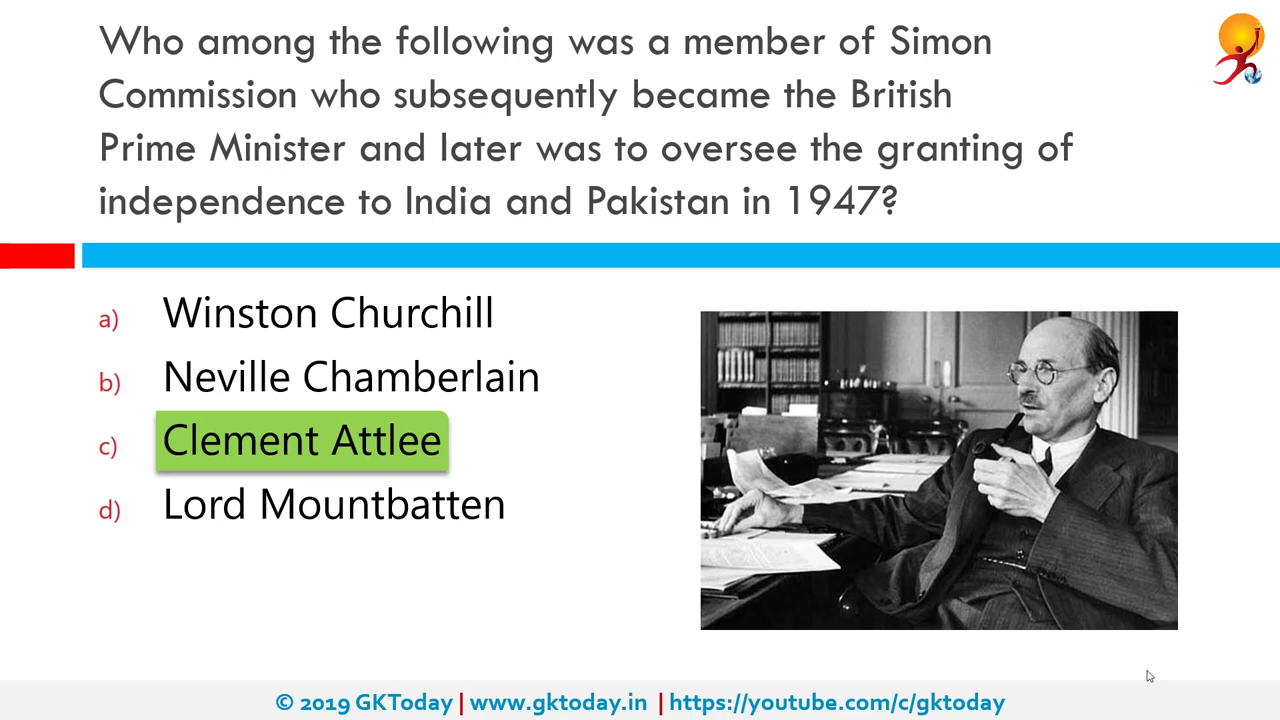 Who among the following was a member of Simon
Commission who subsequently became the British
Prime Minister and later was to oversee the granting of
independence to India and Pakistan in 1947?
a) Winston Churchill
b) Neville Chamberlain
c) Clement Attlee
d) Lord Mountbatten
© 2019 GKToday | www.gktoday.in | https://youtube.com/c/gktoday